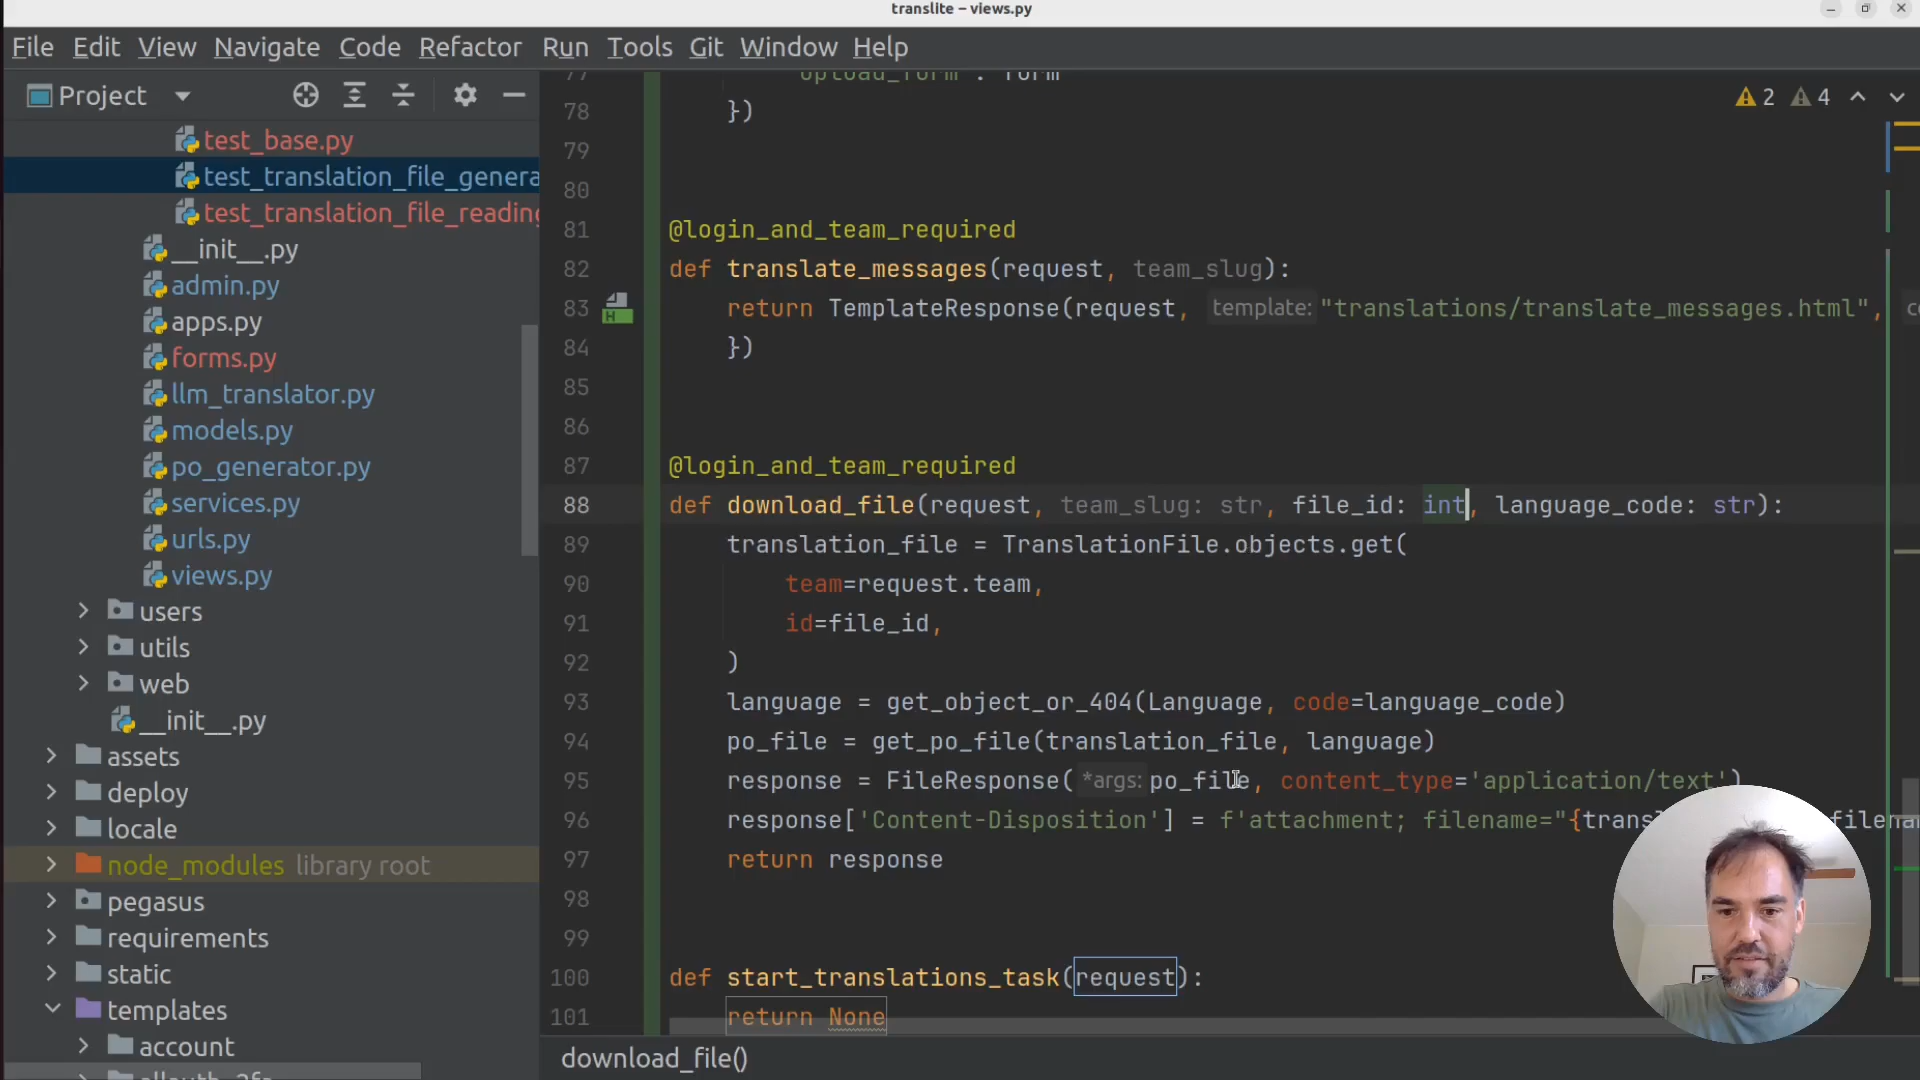 translite – views.py
File Edit View Navigate Code Refactor Run Tools Git Window Help
Project
test_base.py
test_translation_file_genera
test_translation_file_reading
__init__.py
admin.py
apps.py
forms.py
llm_translator.py
models.py
po_generator.py
services.py
urls.py
views.py
users
utils
web
__init__.py
assets
deploy
locale
node_modules library root
pegasus
requirements
static
templates
account
2 4
77 'upload_form': form
78 })
79
80
81 @login_and_team_required
82 def translate_messages(request, team_slug):
83 return TemplateResponse(request, template: "translations/translate_messages.html",
84 })
85
86
87 @login_and_team_required
88 def download_file(request, team_slug: str, file_id: int, language_code: str):
89 translation_file = TranslationFile.objects.get(
90 team=request.team,
91 id=file_id,
92 )
93 language = get_object_or_404(Language, code=language_code)
94 po_file = get_po_file(translation_file, language)
95 response = FileResponse( *args: po_file, content_type='application/text')
96 response['Content-Disposition'] = f'attachment; filename="{transl
97 return response
98
99
100 def start_translations_task(request):
101 return None
download_file()